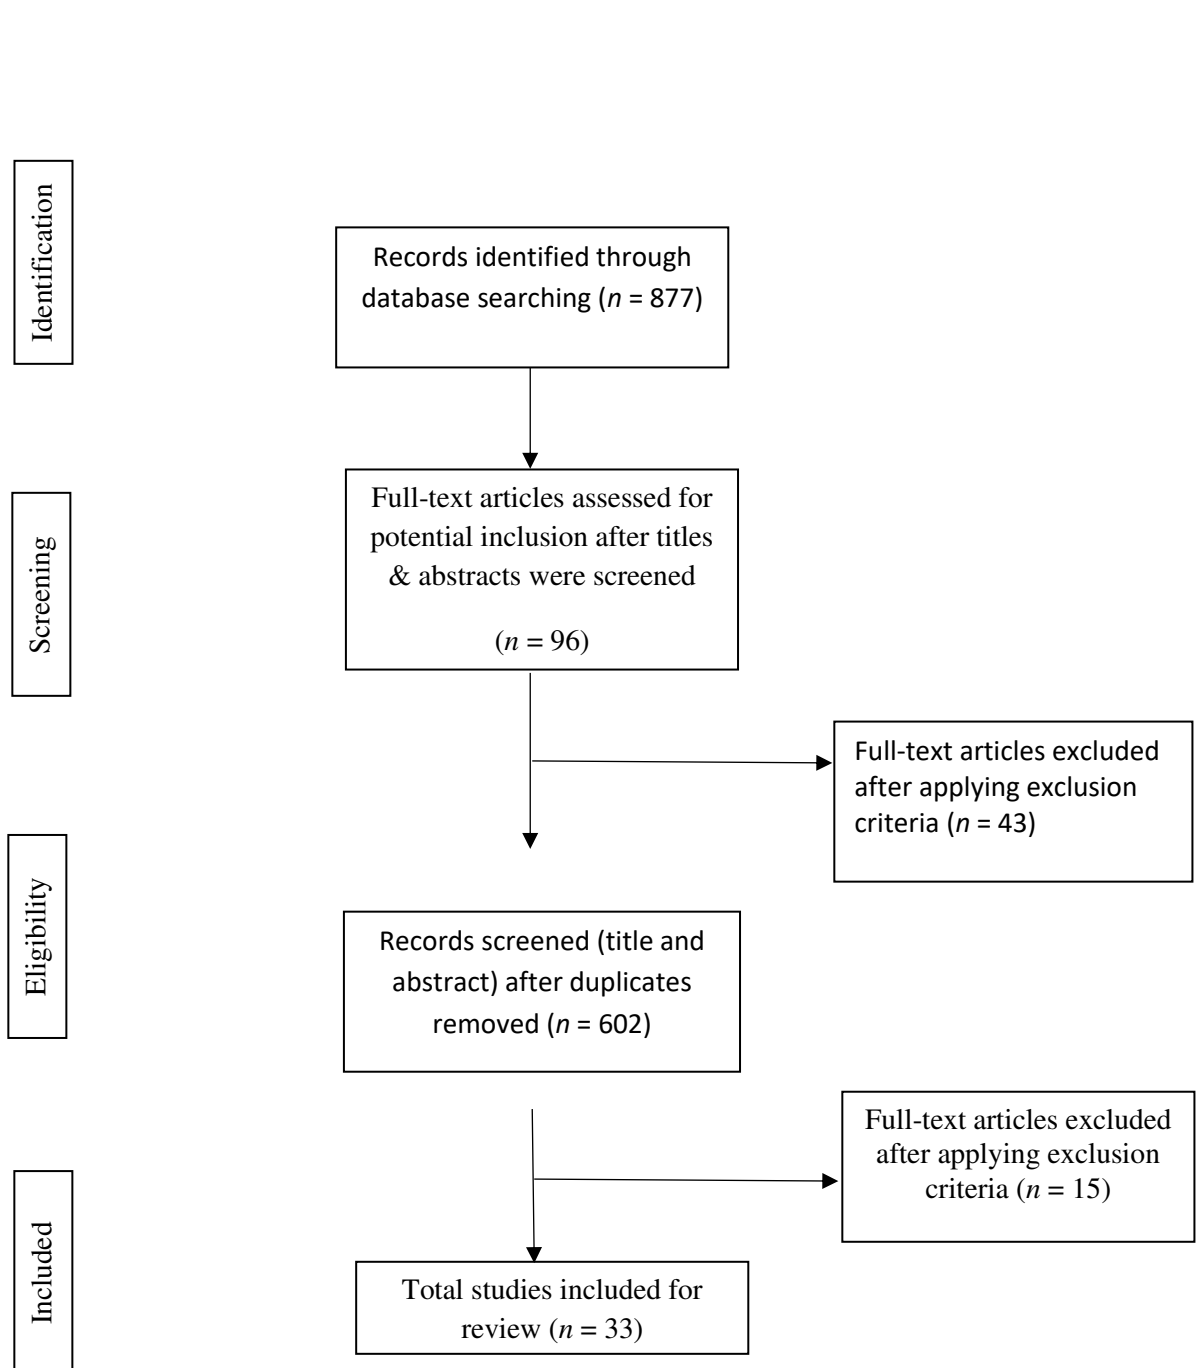 Identification
Records identified through
database searching (n = 877)
Screening
Full-text articles assessed for
potential inclusion after titles
& abstracts were screened
(n = 96)
Full-text articles excluded
after applying exclusion
criteria (n = 43)
Eligibility
Records screened (title and
abstract) after duplicates
removed (n = 602)
Full-text articles excluded
after applying exclusion
criteria (n = 15)
Included
Total studies included for
review (n = 33)